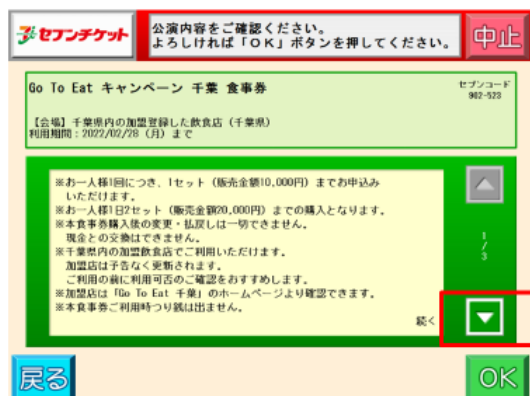 セブンチケット
公演内容をご確認ください。
よろしければ「OK」ボタンを押してください。
中止
Go To Eat キャンペーン 千葉 食事券
セブンコード
902-523
【会場】千葉県内の加盟登録した飲食店（千葉県）
利用期間：2022/02/28（月）まで
※お一人様1回につき、1セット（販売金額10,000円）までお申込み
いただけます。
※お一人様1日2セット（販売金額20,000円）までの購入となります。
※本食事券購入後の変更・払戻しは一切できません。
現金との交換はできません。
※千葉県内の加盟飲食店でご利用いただけます。
加盟店は予告なく更新されます。
ご利用の前に利用可否のご確認をおすすめします。
※加盟店は「Go To Eat 千葉」のホームページより確認できます。
※本食事券ご利用時つり銭は出ません。
続く
1
/
3
戻る
OK